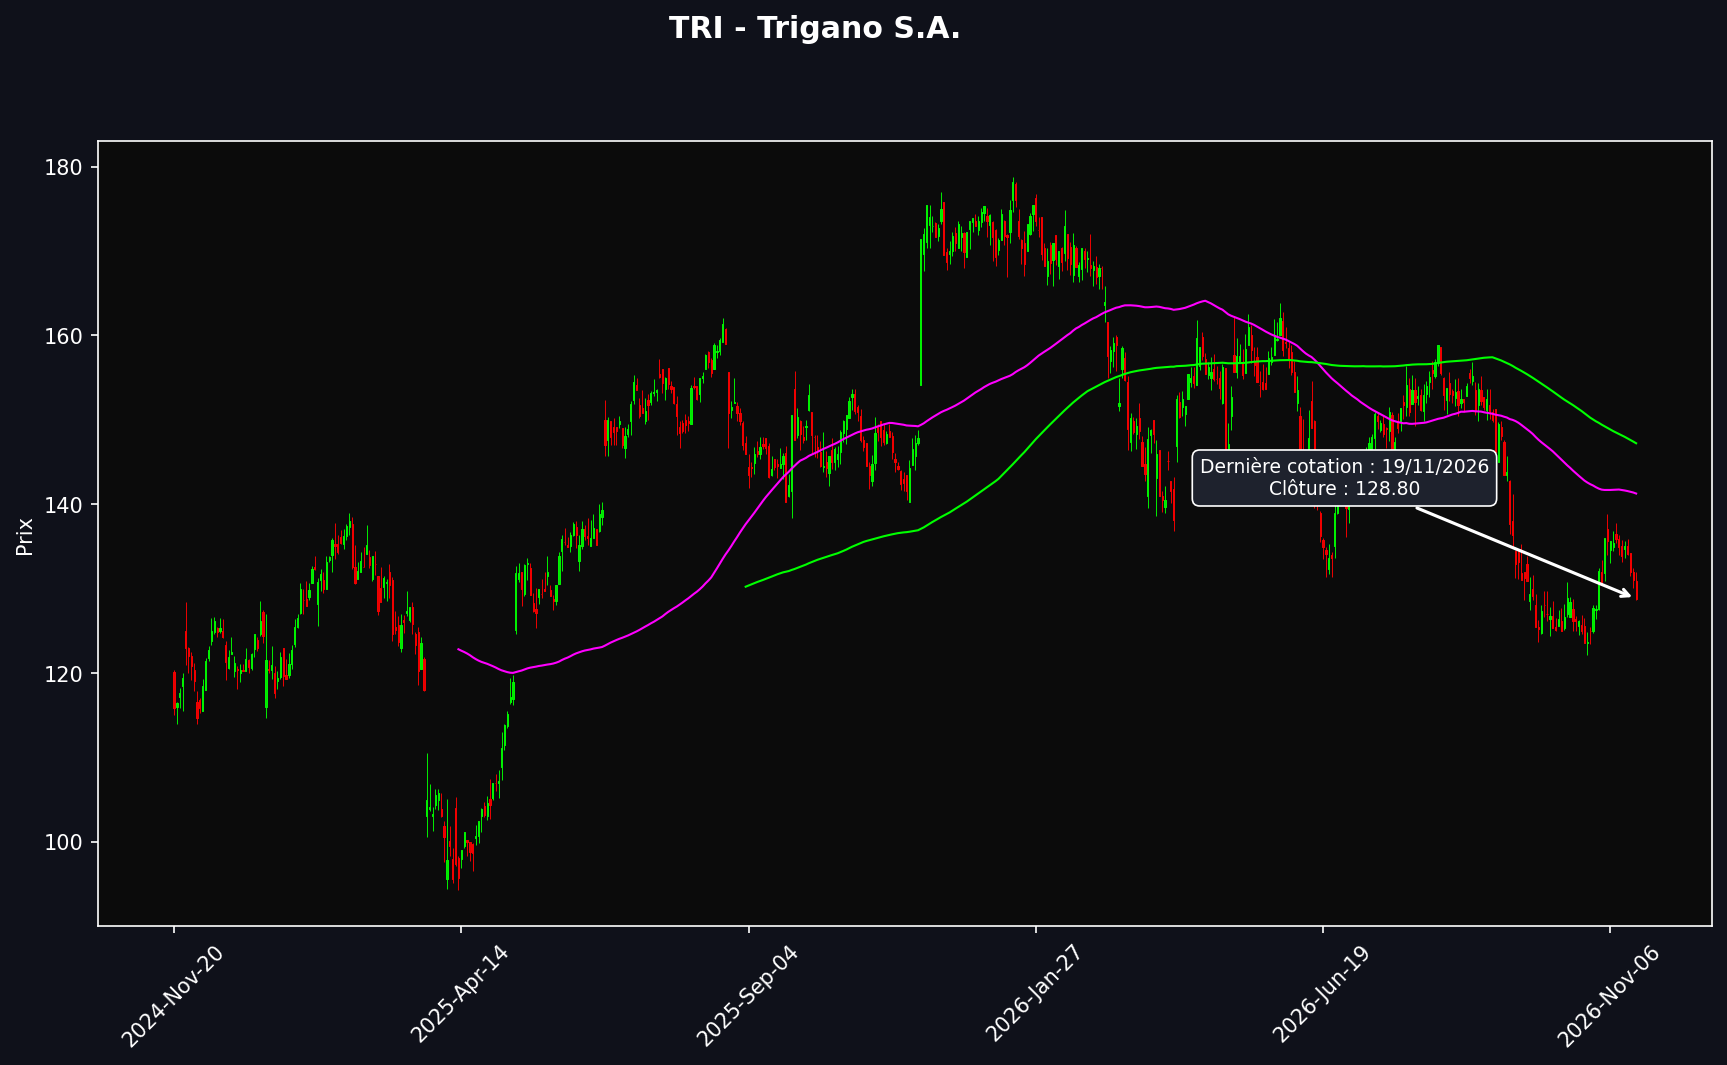 TRI - Trigano S.A.
Prix
180
160
140
120
100
Dernière cotation : 19/11/2026
Clôture : 128.80
2024-Nov-20
2025-Apr-14
2025-Sep-04
2026-Jan-27
2026-Jun-19
2026-Nov-06